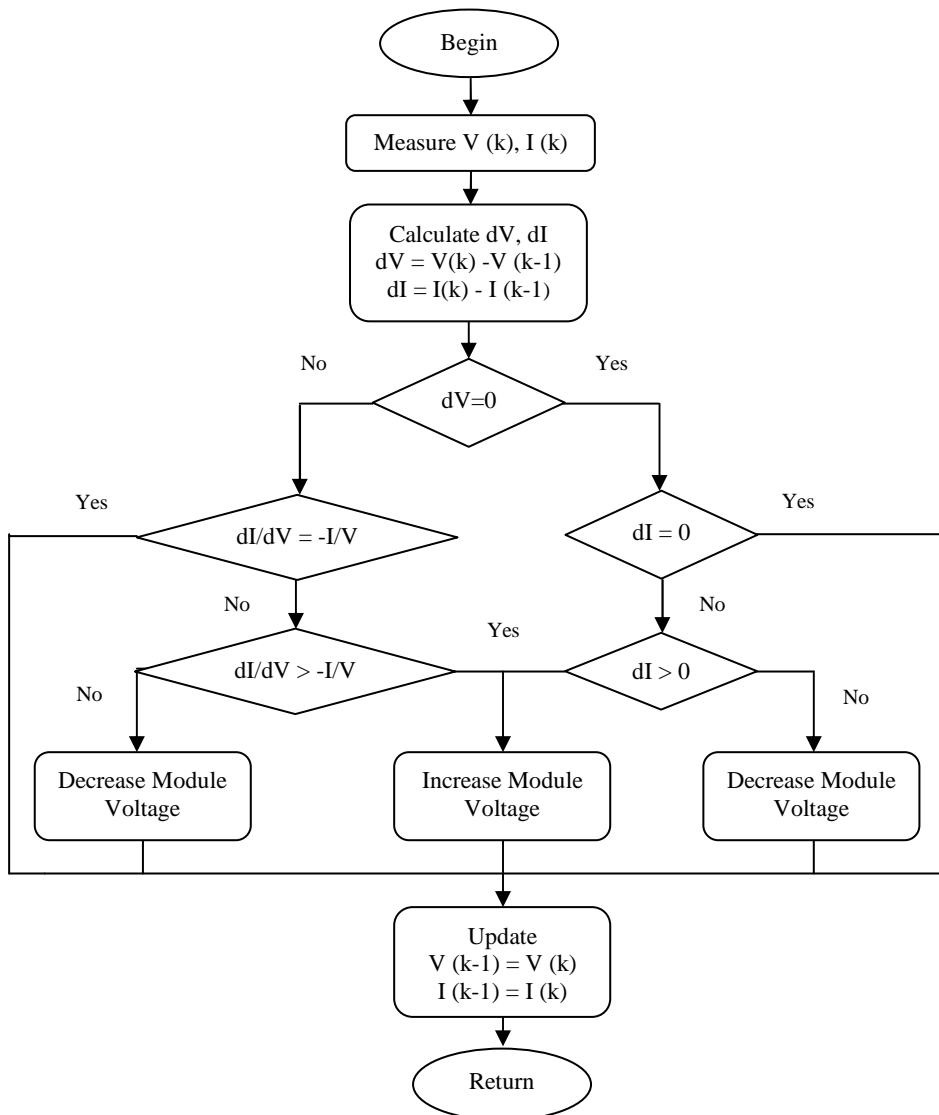 Begin
Measure V (k), I (k)
Calculate dV, dI
dV = V(k) -V (k-1)
dI = I(k) - I (k-1)
No
Yes
dV=0
Yes
dI/dV = -I/V
dI = 0
Yes
No
No
dI/dV > -I/V
Yes
dI > 0
No
No
Decrease Module
Voltage
Increase Module
Voltage
Decrease Module
Voltage
Update
V (k-1) = V (k)
I (k-1) = I (k)
Return